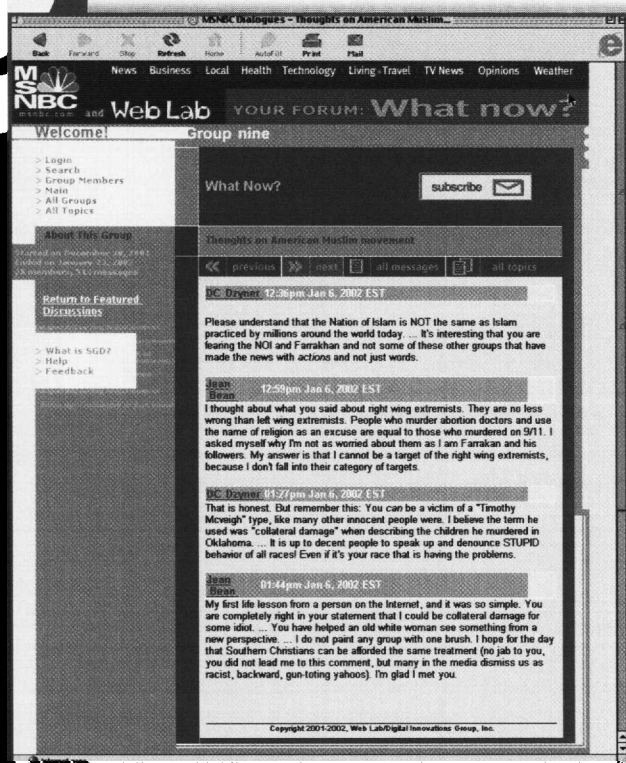 MSNBC Dialogues – Thoughts on American Muslim...
Back Forward Stop Refresh Home AutoFill Print Mail
MSNBC
News Business Local Health Technology Living+Travel TV News Opinions Weather
msnbc.com and Web Lab YOUR FORUM: What now?
Welcome!
Group nine
> Login
> Search
> Group Members
> Main
> All Groups
> All Topics
What Now?
subscribe
About This Group
Started on December 20, 2001
Ended on January 23, 2002
Return to Featured
Discussions
> What is SGD?
> Help
> Feedback
Thoughts on American Muslim movement
previous next all messages all topics
DC Dzyner 12:36pm Jan 6, 2002 EST
Please understand that the Nation of Islam is NOT the same as Islam
practiced by millions around the world today. ... It's interesting that you are
fearing the NOI and Farrakhan and not some of these other groups that have
made the news with actions and not just words.
Jean
Bean 12:59pm Jan 6, 2002 EST
I thought about what you said about right wing extremists. They are no less
wrong than left wing extremists. People who murder abortion doctors and use
the name of religion as an excuse are equal to those who murdered on 9/11. I
asked myself why I'm not as worried about them as I am Farrakan and his
followers. My answer is that I cannot be a target of the right wing extremists,
because I don't fall into their category of targets.
DC Dzyner 01:27pm Jan 6, 2002 EST
That is honest. But remember this: You can be a victim of a "Timothy
Mcveigh" type, like many other innocent people were. I believe the term he
used was "collateral damage" when describing the children he murdered in
Oklahoma. ... It is up to decent people to speak up and denounce STUPID
behavior of all races! Even if it's your race that is having the problems.
Jean
Bean 01:44pm Jan 6, 2002 EST
My first life lesson from a person on the Internet, and it was so simple. You
are completely right in your statement that I could be collateral damage for
some idiot. ... You have helped an old white woman see something from a
new perspective. ... I do not paint any group with one brush. I hope for the day
that Southern Christians can be afforded the same treatment (no jab to you,
you did not lead me to this comment, but many in the media dismiss us as
racist, backward, gun-toting yahoos). I'm glad I met you.
Copyright 2001-2002, Web Lab/Digital Innovations Group, Inc.